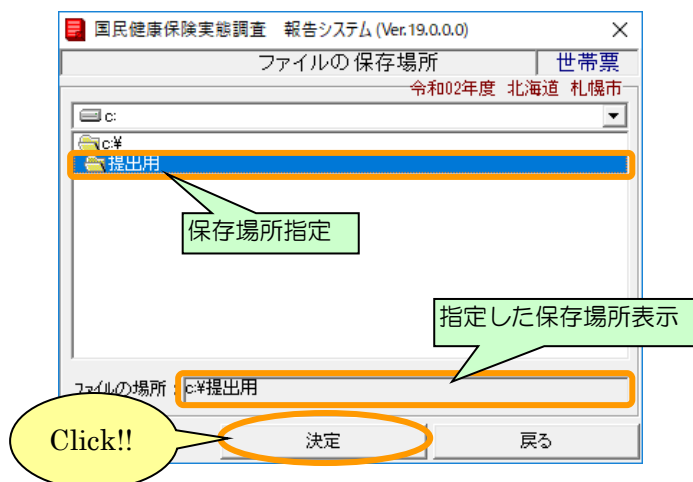 国民健康保険実態調査 報告システム (Ver.19.0.0.0)
ファイルの保存場所
世帯票
令和02年度 北海道 札幌市
c:
c:¥
提出用
保存場所指定
指定した保存場所表示
ファイルの場所 : c:¥提出用
Click!!
決定
戻る